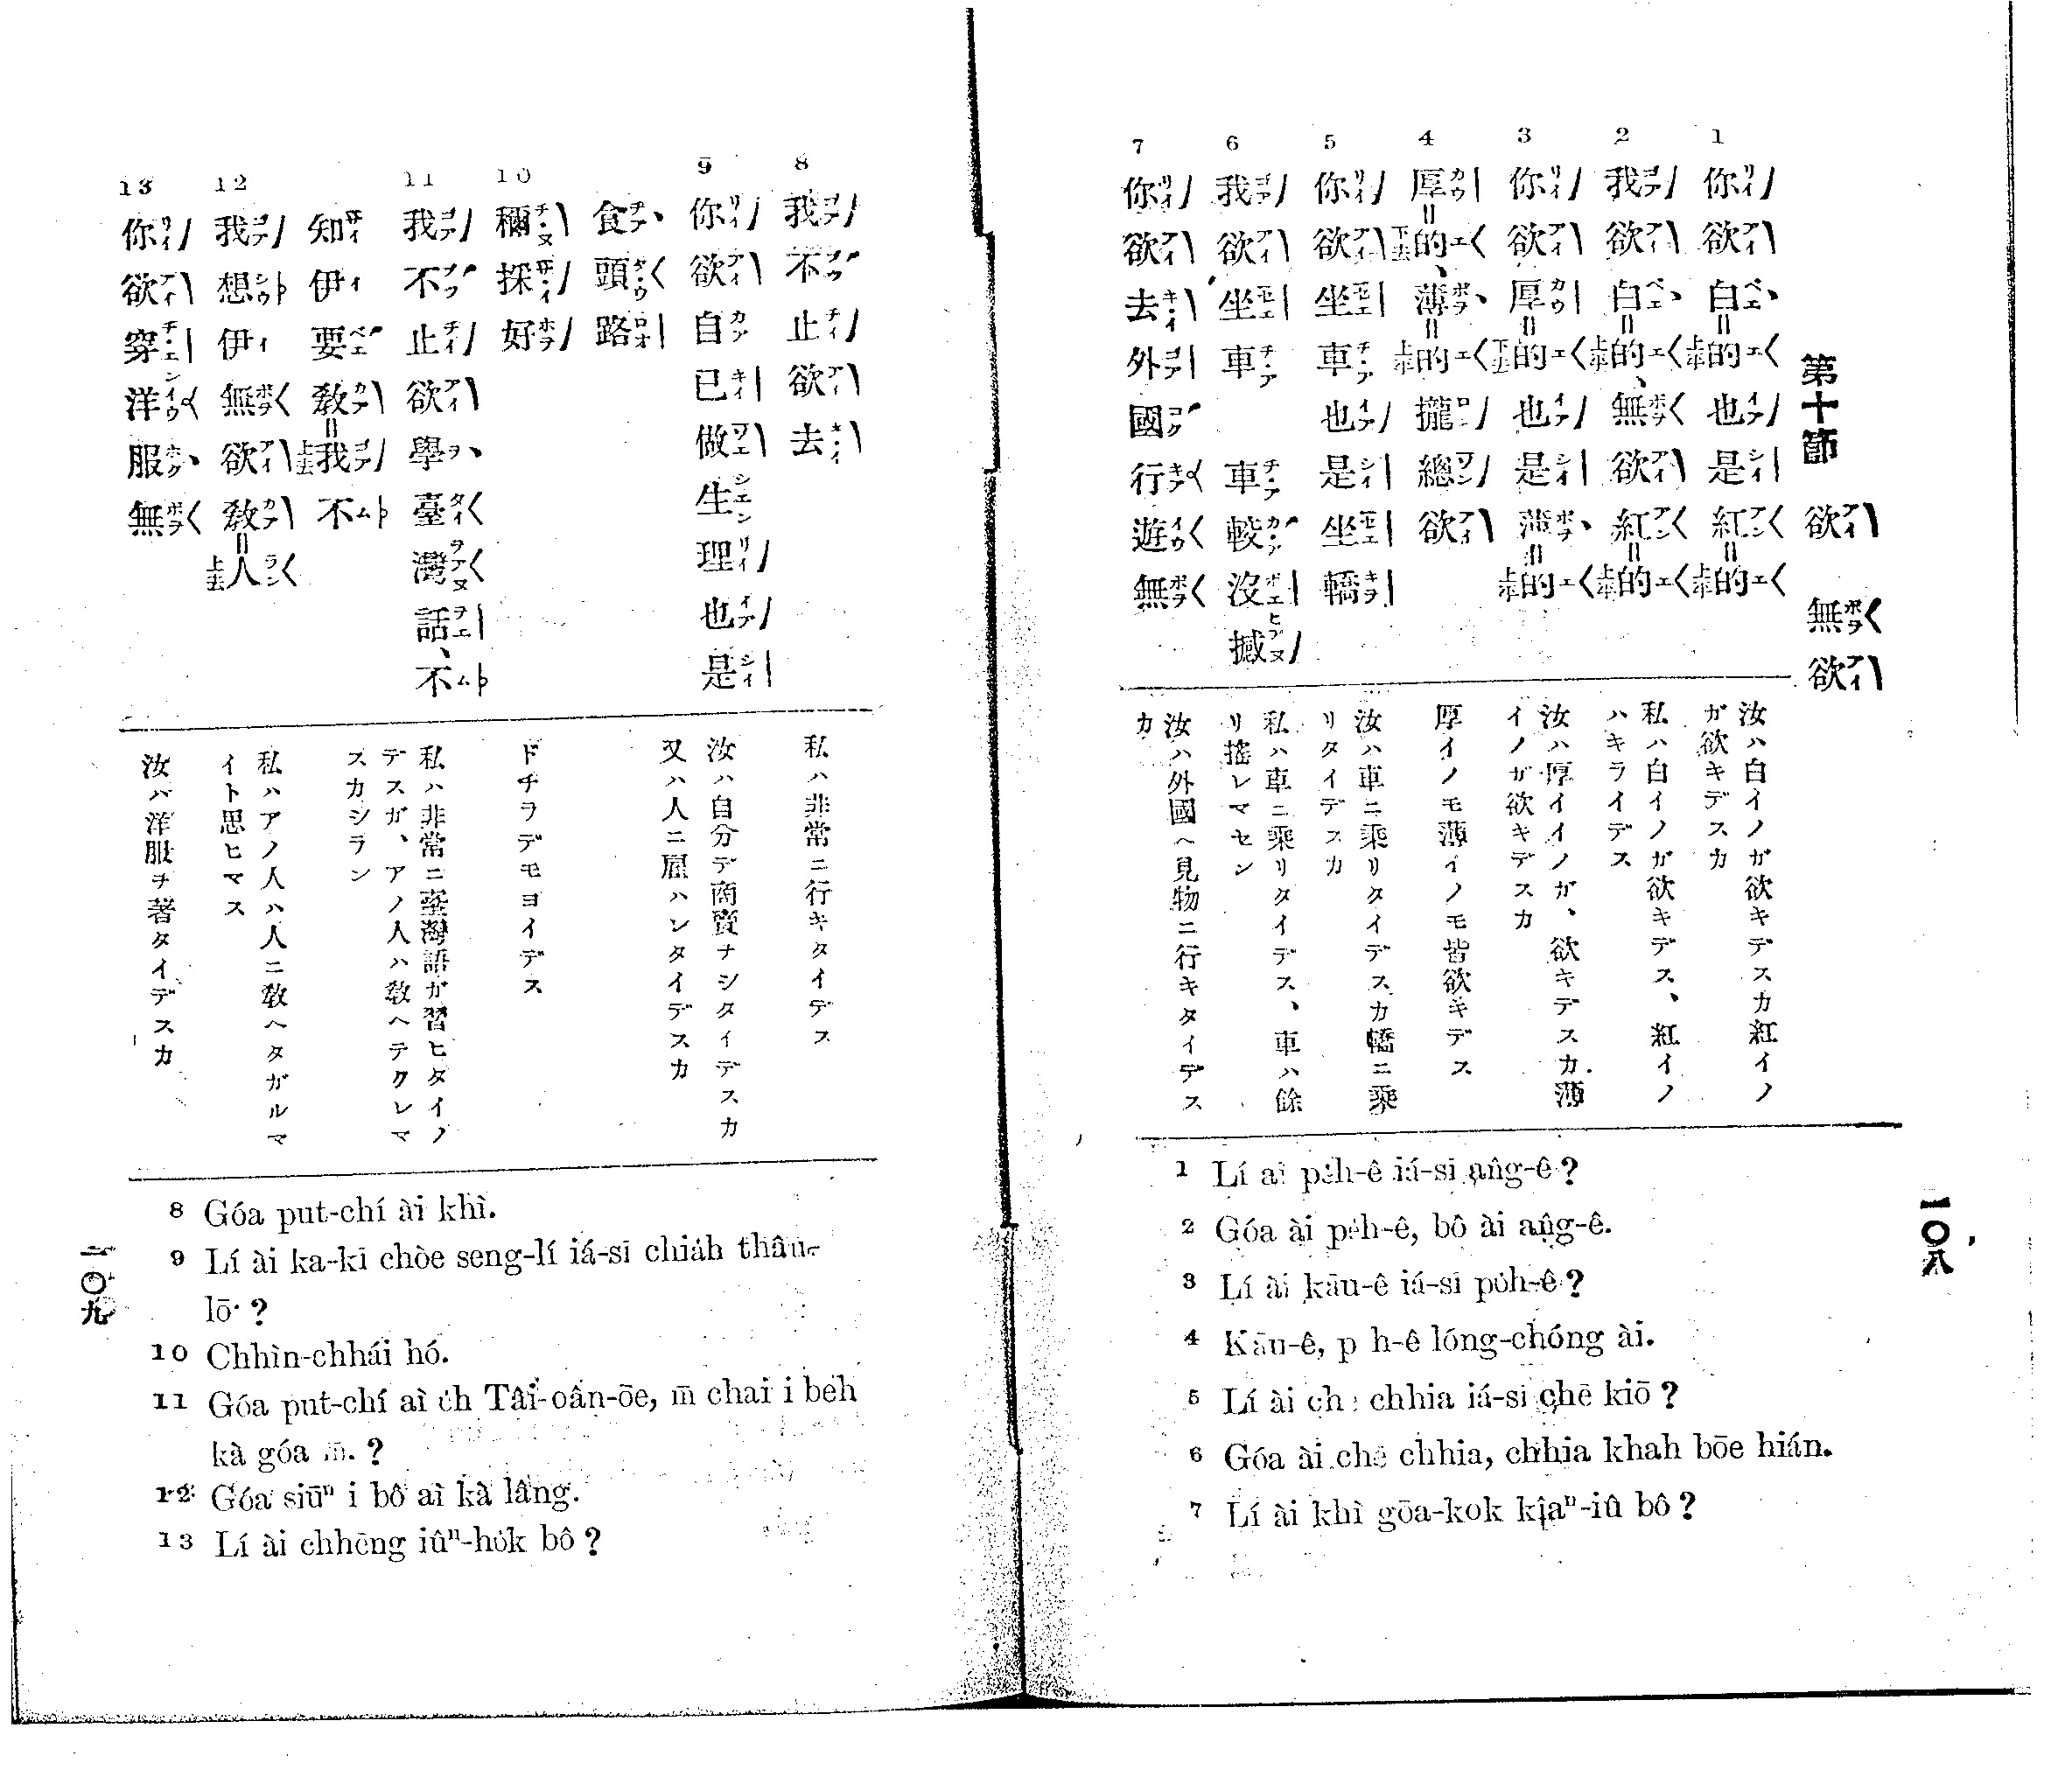 第十節 欲 無欲
1 你欲白的也是紅的
2 我欲白的、無欲紅的
3 你欲厚的也是薄的
4 厚的、薄的攏總欲
5 你欲坐車也是坐轎
6 我欲坐車 車較沒撼
7 你欲去外國行遊無
汝ハ白イノガ欲キデスカ紅イノ
ガ欲キデスカ
私ハ白イノガ欲キデス、紅イノ
ハキライデス
汝ハ厚イイノガ、欲キデスカ薄
イノガ欲キデスカ
厚イノモ薄イノモ皆欲キデス
汝ハ車ニ乘リタイデスカ轎ニ乘
リタイデスカ
私ハ車ニ乘リタイデス、車ハ餘
リ搖レマセン
汝ハ外國ヘ見物ニ行キタイデス
カ
1 Lí ài pe̍h-ê iá-sī âng-ê?
2 Góa ài pe̍h-ê, bô ài âng-ê.
3 Lí ài kāu-ê iá-sī po̍h-ê?
4 Kāu-ê, p h-ê lóng-chóng ài.
5 Lí ài ch chhia iá-sī chē kiō?
6 Góa ài chē chhia, chhia khah bōe hián.
7 Lí ài khì gōa-kok kîaⁿ-iû bô?
一〇八
8 我不止欲去
9 你欲自己做生理也是
食頭路
10 穪採好
11 我不止欲學臺灣話、不
知伊要教我不
12 我想伊無欲教人
13 你欲穿洋服無
私ハ非常ニ行キタイデス
汝ハ自分デ商賣ナシタイデスカ
又ハ人ニ雇ハレタイデスカ
ドチラデモヨイデス
私ハ非常ニ臺灣語ガ習ヒタイノ
デスガ、アノ人ハ教ヘテクレマ
スカシラン
私ハアノ人ハ人ニ教ヘタガルマ
イト思ヒマス
汝ハ洋服チ著タイデスカ
8 Góa put-chí ài khì.
9 Lí ài ka-kī chòe seng-lí iá-sī chia̍h thâu-
lō͘ ?
10 Chhìn-chhái hó.
11 Góa put-chí aì o̍h Tâi-oân-ōe, m̄ chai i beh
kà góa m̄. ?
12 Góa siūⁿ i bô aì kà lâng.
13 Lí ài chhēng iûⁿ-ho̍k bô ?
一〇九